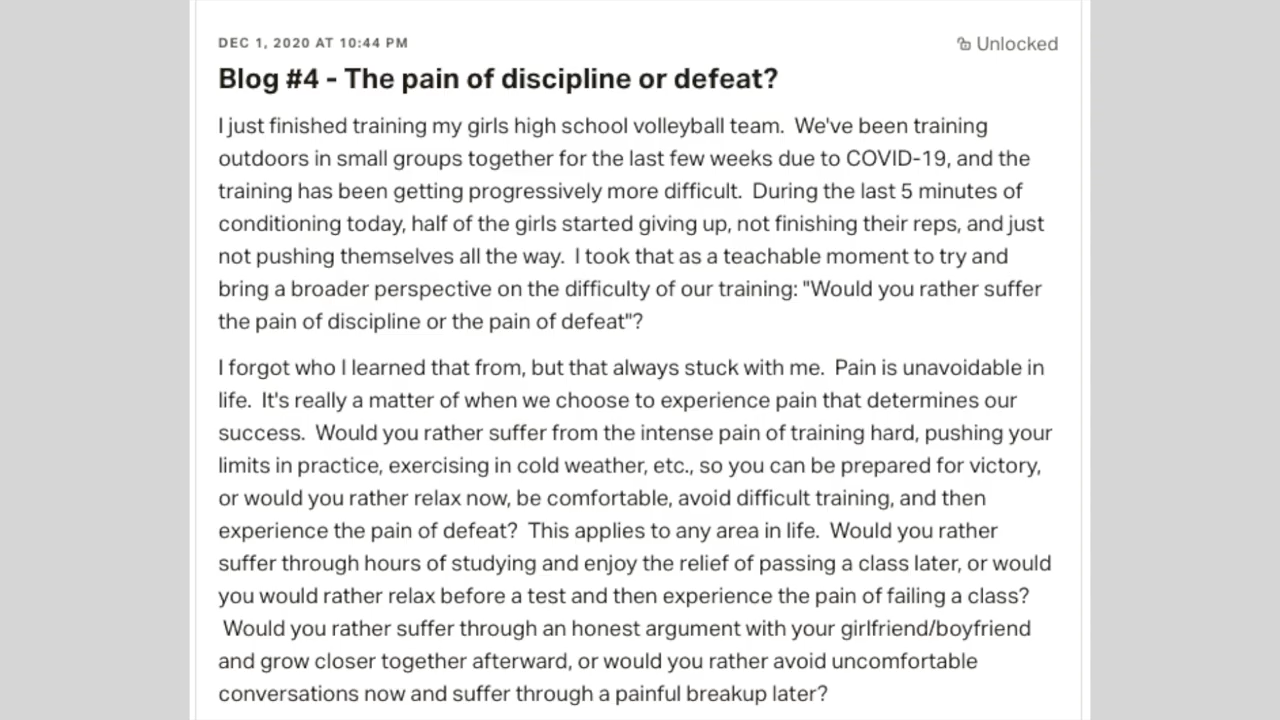 DEC 1, 2020 AT 10:44 PM
Unlocked
Blog #4 - The pain of discipline or defeat?
I just finished training my girls high school volleyball team.  We've been training
outdoors in small groups together for the last few weeks due to COVID-19, and the
training has been getting progressively more difficult.  During the last 5 minutes of
conditioning today, half of the girls started giving up, not finishing their reps, and just
not pushing themselves all the way.  I took that as a teachable moment to try and
bring a broader perspective on the difficulty of our training: "Would you rather suffer
the pain of discipline or the pain of defeat"?
I forgot who I learned that from, but that always stuck with me.  Pain is unavoidable in
life.  It's really a matter of when we choose to experience pain that determines our
success.  Would you rather suffer from the intense pain of training hard, pushing your
limits in practice, exercising in cold weather, etc., so you can be prepared for victory,
or would you rather relax now, be comfortable, avoid difficult training, and then
experience the pain of defeat?  This applies to any area in life.  Would you rather
suffer through hours of studying and enjoy the relief of passing a class later, or would
you would rather relax before a test and then experience the pain of failing a class?
Would you rather suffer through an honest argument with your girlfriend/boyfriend
and grow closer together afterward, or would you rather avoid uncomfortable
conversations now and suffer through a painful breakup later?